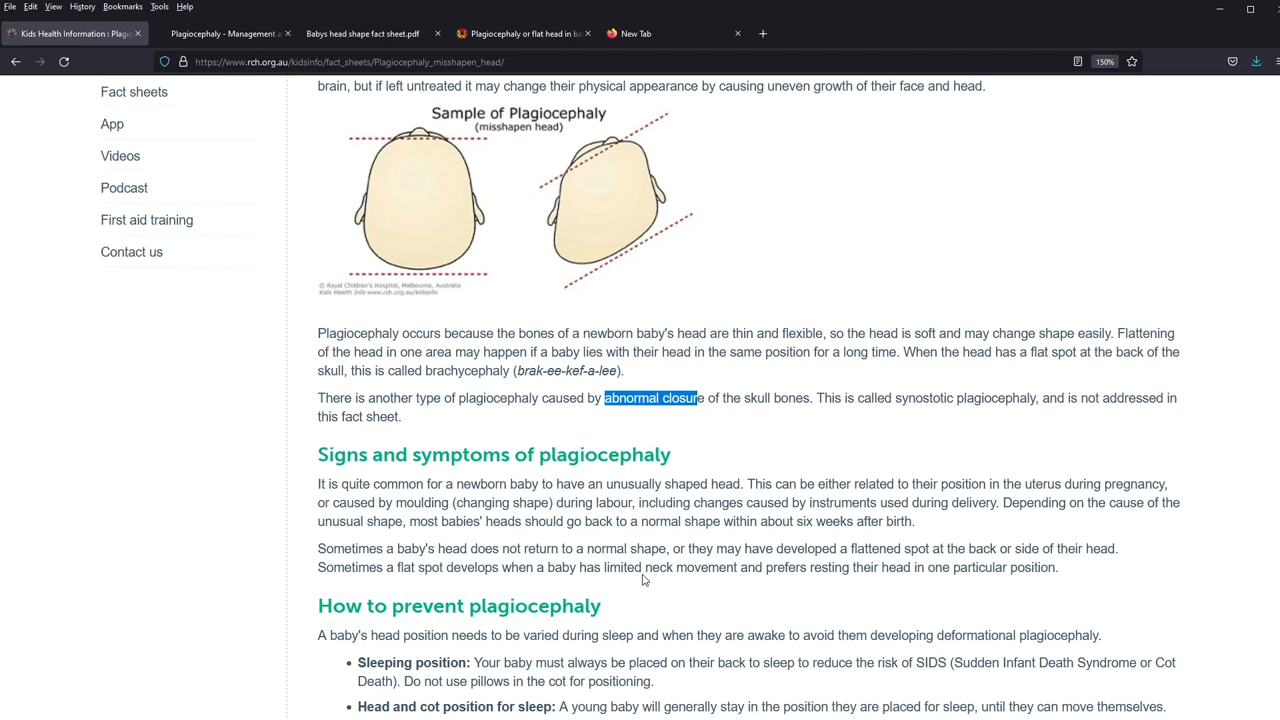 File Edit View History Bookmarks Tools Help
Kids Health Information : Plagio
Plagiocephaly - Management a
Babys head shape fact sheet.pdf
Plagiocephaly or flat head in ba
New Tab
https://www.rch.org.au/kidsinfo/fact_sheets/Plagiocephaly_misshapen_head/
150%
Fact sheets
App
Videos
Podcast
First aid training
Contact us
brain, but if left untreated it may change their physical appearance by causing uneven growth of their face and head.
Sample of Plagiocephaly
(misshapen head)
© Royal Children's Hospital, Melbourne, Australia
Kids Health Info www.rch.org.au/kidsinfo
Plagiocephaly occurs because the bones of a newborn baby's head are thin and flexible, so the head is soft and may change shape easily. Flattening
of the head in one area may happen if a baby lies with their head in the same position for a long time. When the head has a flat spot at the back of the
skull, this is called brachycephaly (brak-ee-kef-a-lee).
There is another type of plagiocephaly caused by abnormal closure of the skull bones. This is called synostotic plagiocephaly, and is not addressed in
this fact sheet.
Signs and symptoms of plagiocephaly
It is quite common for a newborn baby to have an unusually shaped head. This can be either related to their position in the uterus during pregnancy,
or caused by moulding (changing shape) during labour, including changes caused by instruments used during delivery. Depending on the cause of the
unusual shape, most babies' heads should go back to a normal shape within about six weeks after birth.
Sometimes a baby's head does not return to a normal shape, or they may have developed a flattened spot at the back or side of their head.
Sometimes a flat spot develops when a baby has limited neck movement and prefers resting their head in one particular position.
How to prevent plagiocephaly
A baby's head position needs to be varied during sleep and when they are awake to avoid them developing deformational plagiocephaly.
• Sleeping position: Your baby must always be placed on their back to sleep to reduce the risk of SIDS (Sudden Infant Death Syndrome or Cot
Death). Do not use pillows in the cot for positioning.
• Head and cot position for sleep: A young baby will generally stay in the position they are placed for sleep, until they can move themselves.